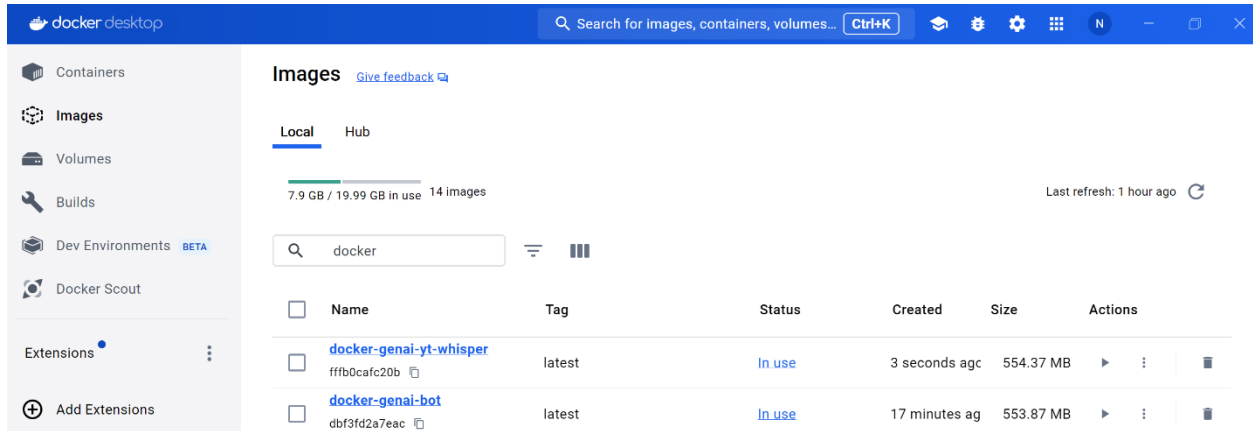 docker desktop
Search for images, containers, volumes... Ctrl+K
N
Containers
Images
Volumes
Builds
Dev Environments BETA
Docker Scout
Extensions
Add Extensions
Images Give feedback
Local Hub
7.9 GB / 19.99 GB in use 14 images
Last refresh: 1 hour ago
docker
Name Tag Status Created Size Actions
docker-genai-yt-whisper
fffb0cafc20b
latest In use 3 seconds agc 554.37 MB
docker-genai-bot
dbf3fd2a7eac
latest In use 17 minutes ag 553.87 MB